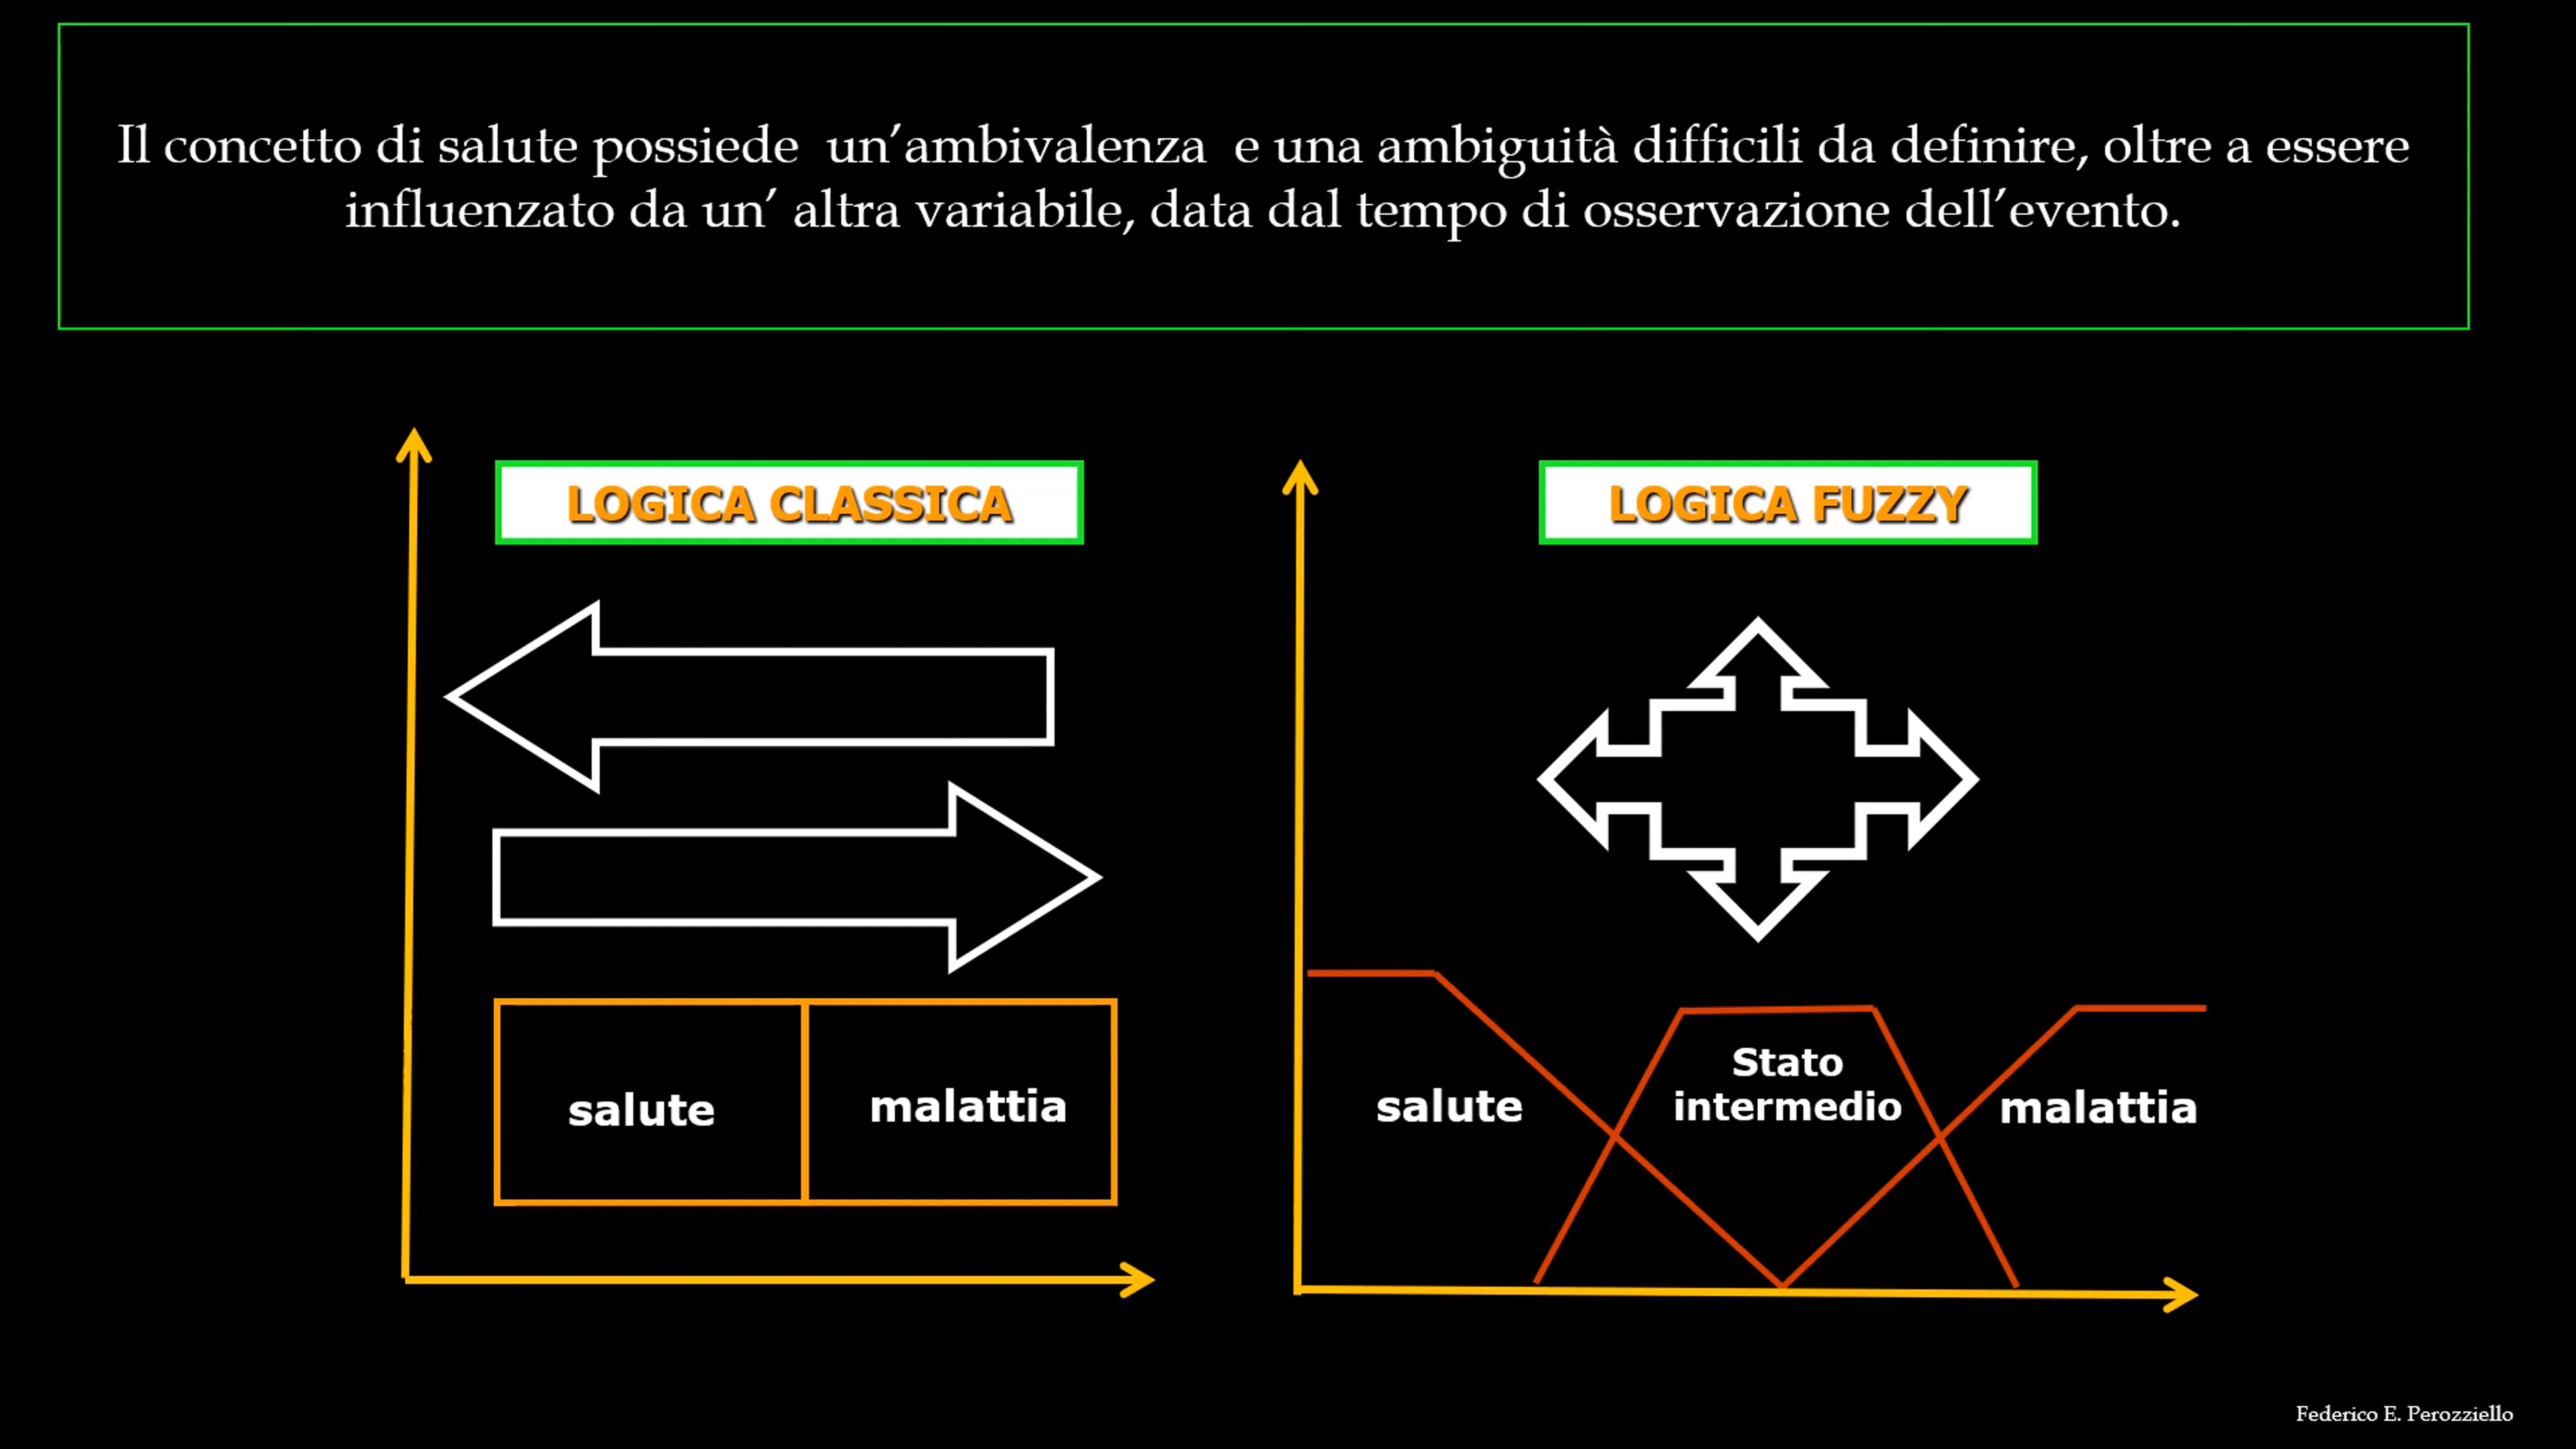 Il concetto di salute possiede un’ambivalenza e una ambiguità difficili da definire, oltre a essere
influenzato da un’ altra variabile, data dal tempo di osservazione dell’evento.
LOGICA CLASSICA
salute
malattia
LOGICA FUZZY
salute
Stato
intermedio
malattia
Federico E. Perozziello